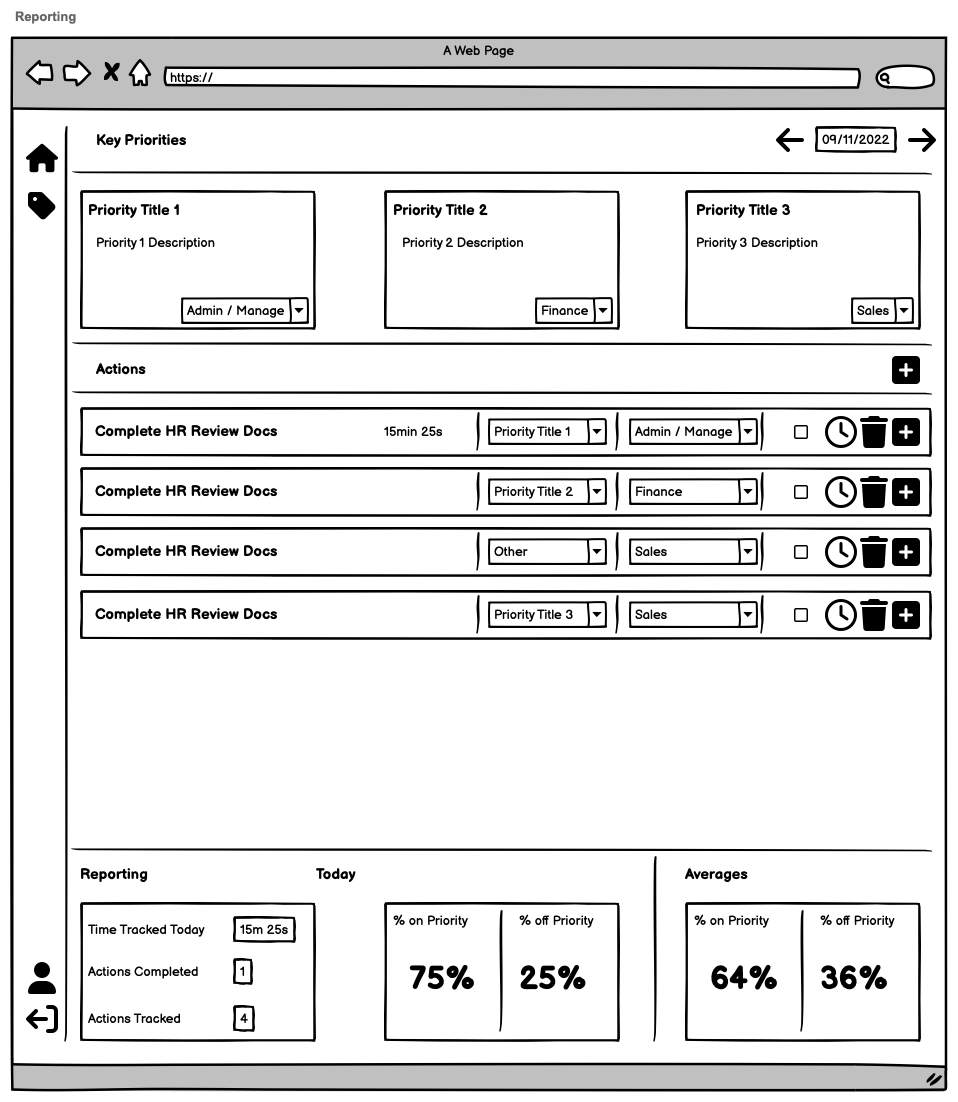 Reporting
A Web Page
https://
Key Priorities
09/11/2022
Priority Title 1
Priority 1 Description
Admin / Manage
Priority Title 2
Priority 2 Description
Finance
Priority Title 3
Priority 3 Description
Sales
Actions
Complete HR Review Docs 15min 25s Priority Title 1 Admin / Manage
Complete HR Review Docs Priority Title 2 Finance
Complete HR Review Docs Other Sales
Complete HR Review Docs Priority Title 3 Sales
Reporting
Time Tracked Today 15m 25s
Actions Completed 1
Actions Tracked 4
Today
% on Priority % off Priority
75% 25%
Averages
% on Priority % off Priority
64% 36%